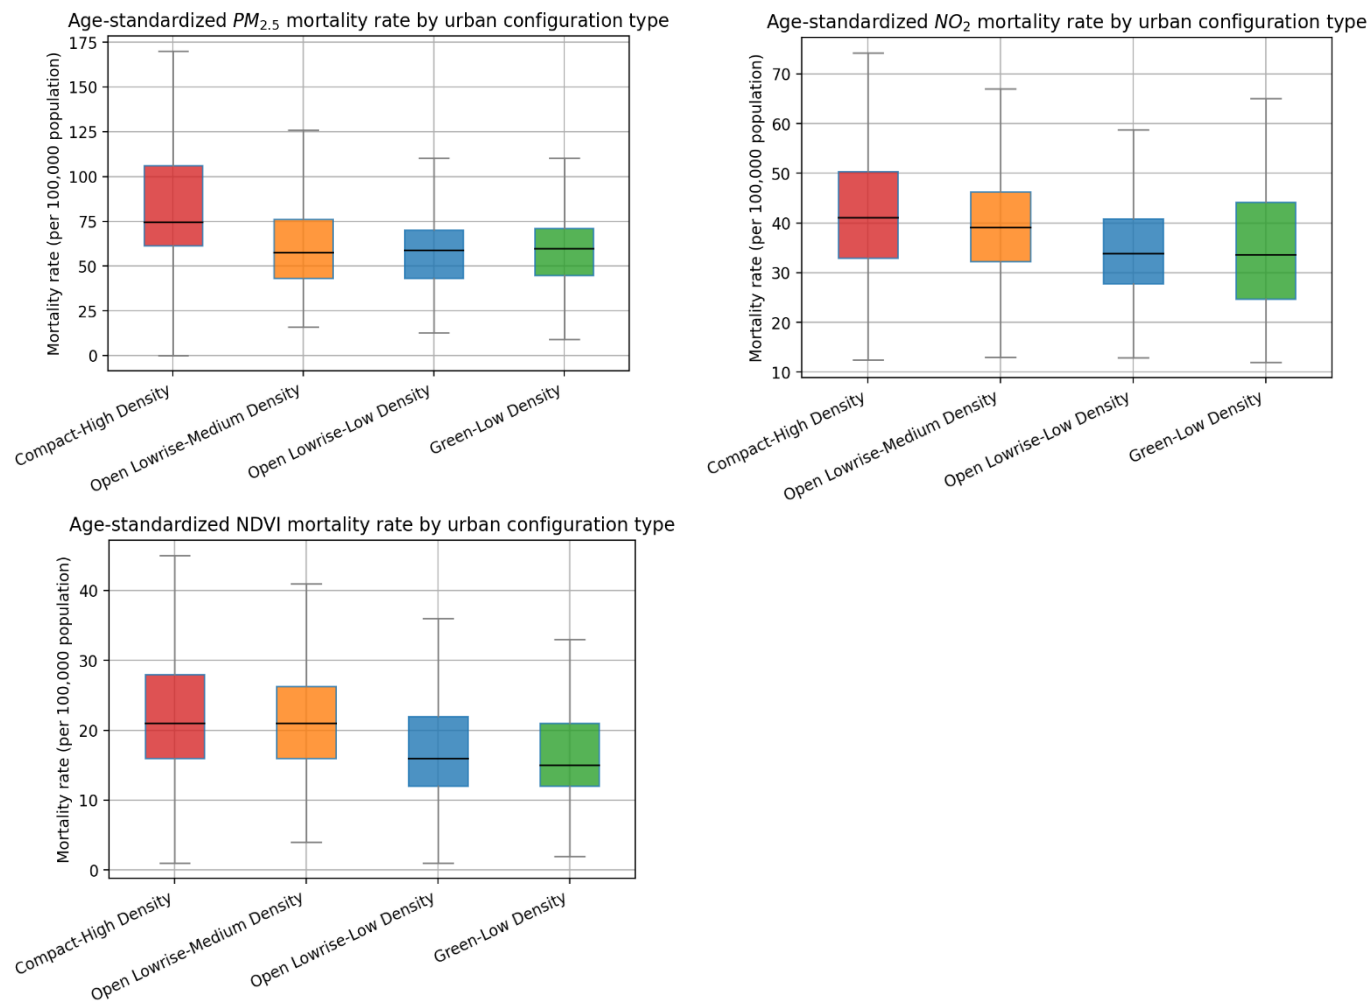 Age-standardized PM2.5 mortality rate by urban configuration type
Mortality rate (per 100,000 population)
175
150
125
100
75
50
25
0
Compact-High Density
Open Lowrise-Medium Density
Open Lowrise-Low Density
Green-Low Density
Age-standardized NO2 mortality rate by urban configuration type
Mortality rate (per 100,000 population)
70
60
50
40
30
20
10
Compact-High Density
Open Lowrise-Medium Density
Open Lowrise-Low Density
Green-Low Density
Age-standardized NDVI mortality rate by urban configuration type
Mortality rate (per 100,000 population)
40
30
20
10
0
Compact-High Density
Open Lowrise-Medium Density
Open Lowrise-Low Density
Green-Low Density